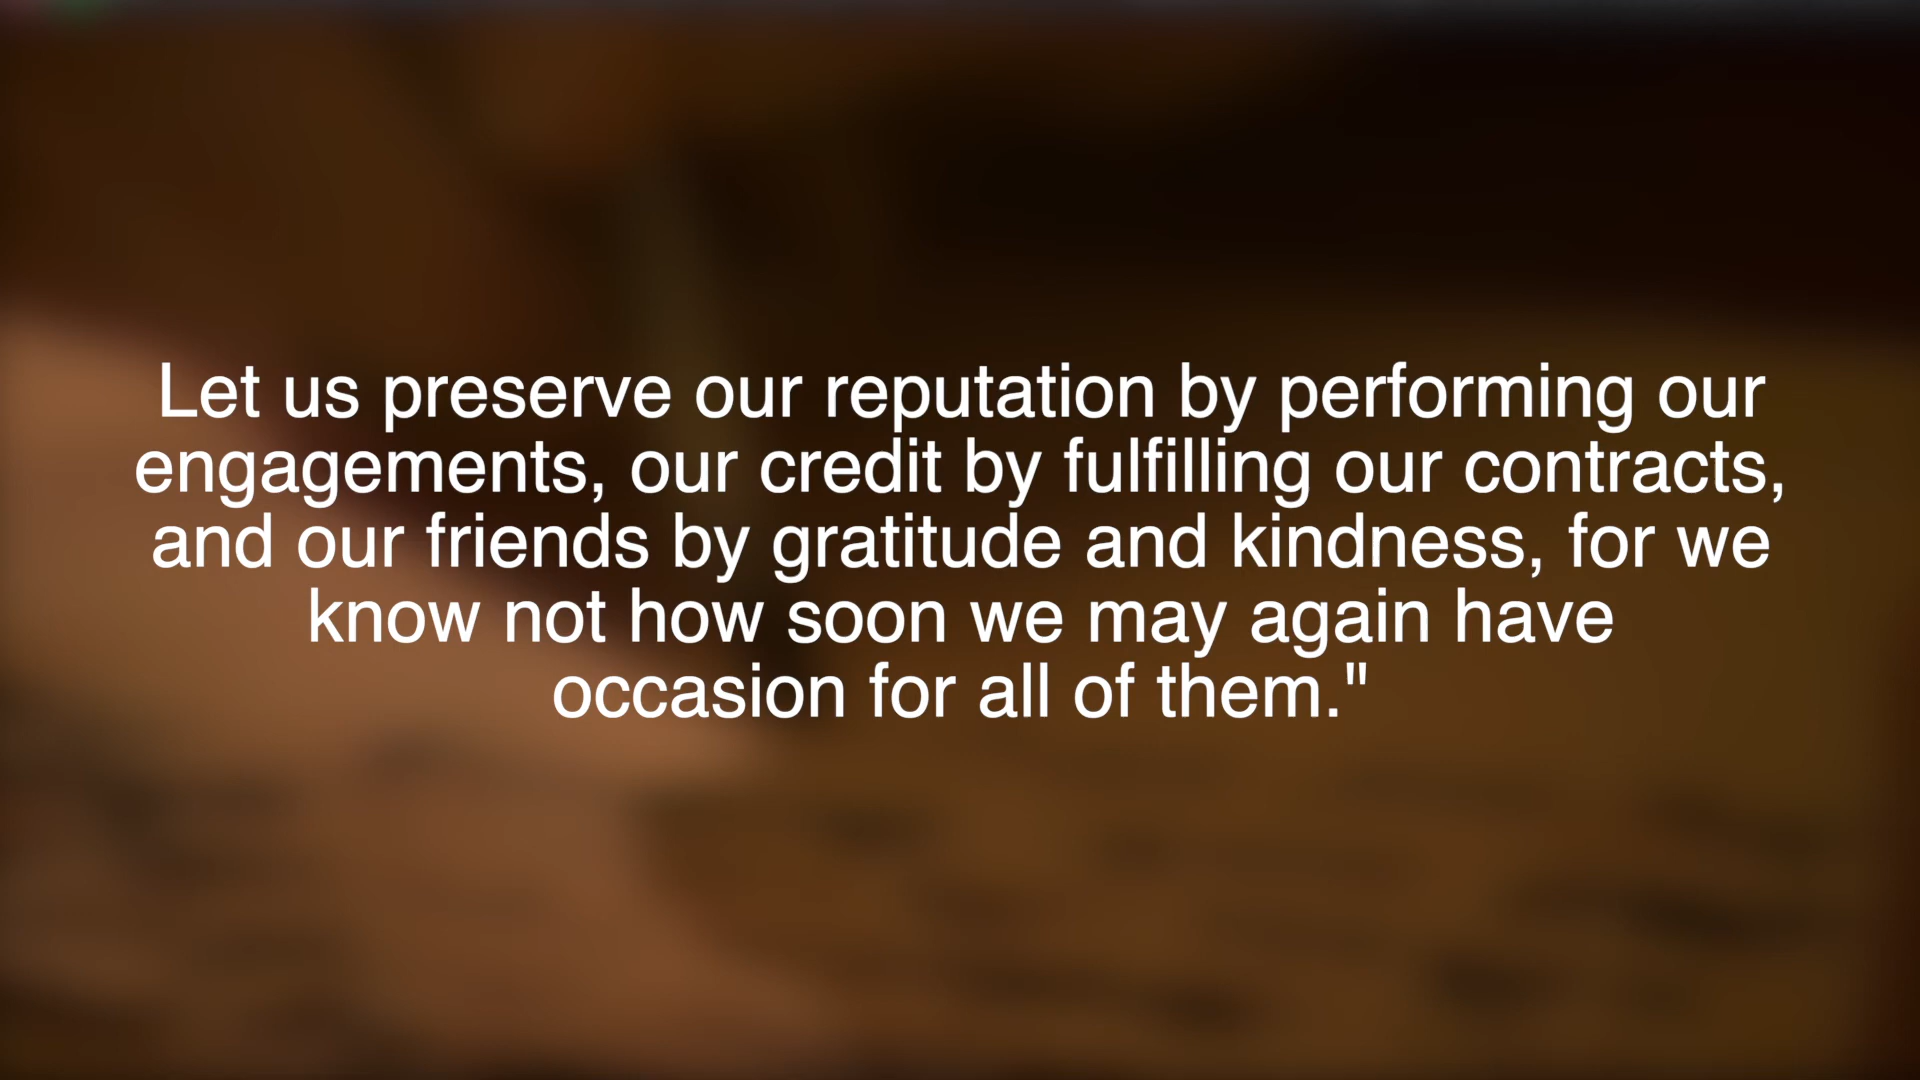 Let us preserve our reputation by performing our
engagements, our credit by fulfilling our contracts,
and our friends by gratitude and kindness, for we
know not how soon we may again have
occasion for all of them."